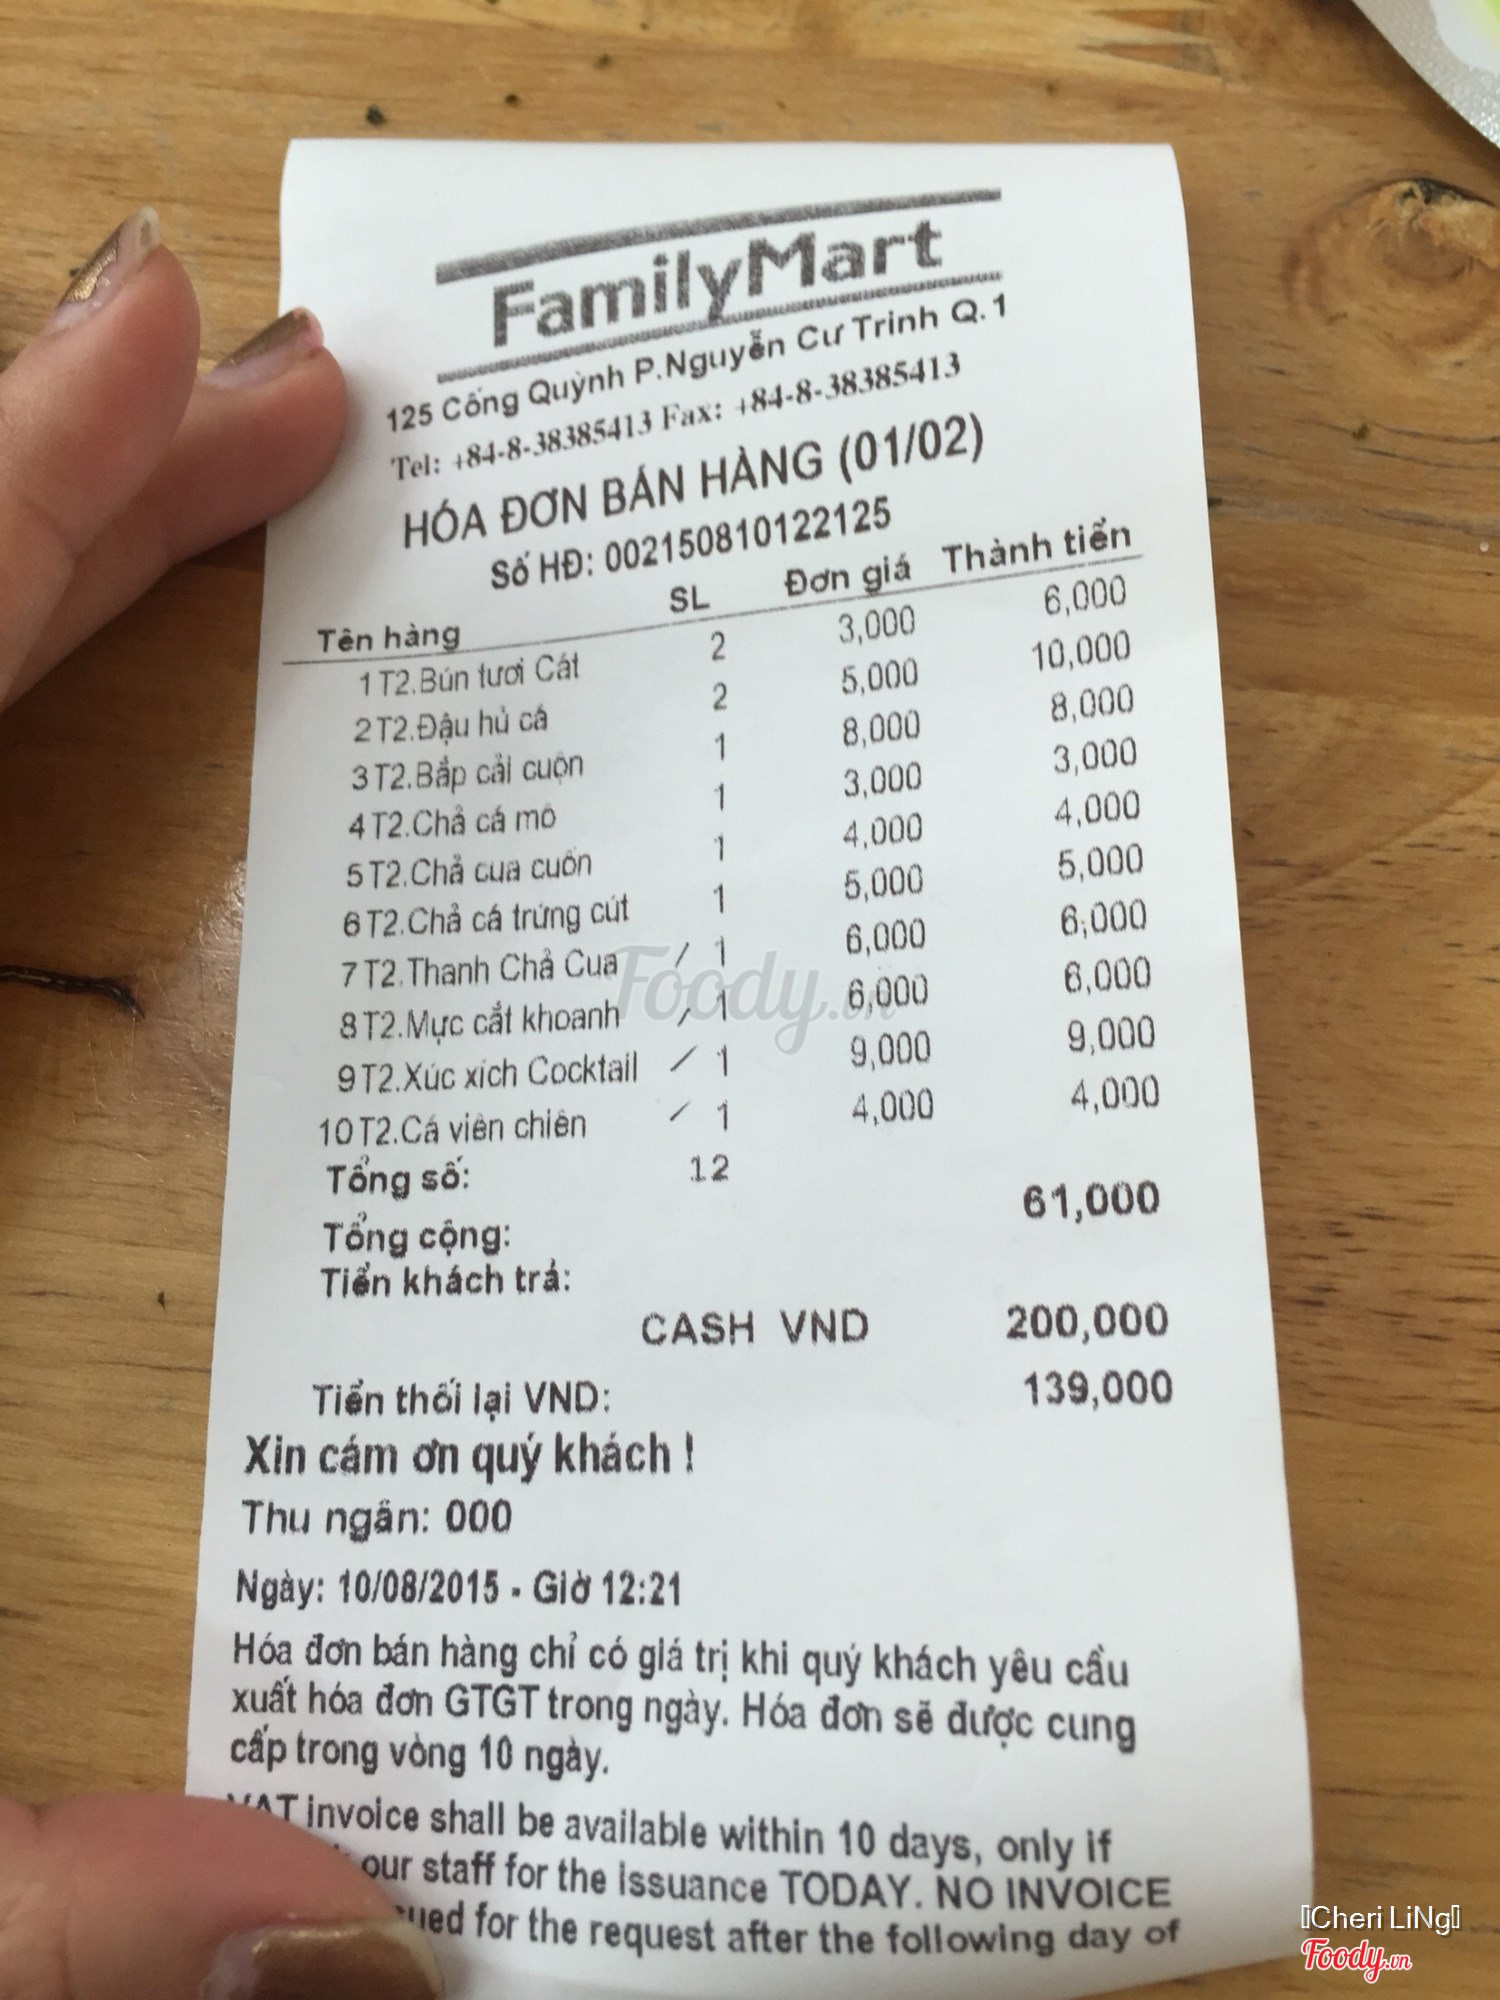 FamilyMart
125 Cống Quỳnh P.Nguyễn Cư Trinh Q.1
Tel: +84-8-38385413 Fax: +84-8-38385413
HÓA ĐƠN BÁN HÀNG (01/02)
Số HĐ: 002150810122125
Tên hàng SL Đơn giá Thành tiền
1 T2.Bún tươi Cát 2 3,000 6,000
2 T2.Đậu hủ cá 2 5,000 10,000
3 T2.Bắp cải cuộn 1 8,000 8,000
4 T2.Chả cá mô 1 3,000 3,000
5 T2.Chả cua cuốn 1 4,000 4,000
6 T2.Chả cá trứng cút 1 5,000 5,000
7 T2.Thanh Chả Cua / 1 6,000 6,000
8 T2.Mực cắt khoanh / 1 6,000 6,000
9 T2.Xúc xích Cocktail / 1 9,000 9,000
10 T2.Cá viên chiên / 1 4,000 4,000
Tổng số: 12
Tổng cộng: 61,000
Tiền khách trả:
CASH VND 200,000
Tiền thối lại VND: 139,000
Xin cám ơn quý khách !
Thu ngân: 000
Ngày: 10/08/2015 - Giờ 12:21
Hóa đơn bán hàng chỉ có giá trị khi quý khách yêu cầu
xuất hóa đơn GTGT trong ngày. Hóa đơn sẽ được cung
cấp trong vòng 10 ngày.
VAT invoice shall be available within 10 days, only if
our staff for the issuance TODAY. NO INVOICE
for the request after the following day of
Foody.vn
Cheri LiNg
Foody.vn